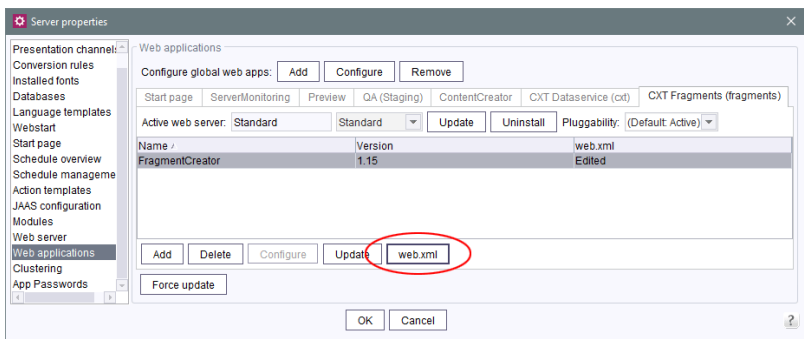 Server properties
Presentation channel:
Conversion rules
Installed fonts
Databases
Language templates
Webstart
Start page
Schedule overview
Schedule manageme
Action templates
JAAS configuration
Modules
Web server
Web applications
Clustering
App Passwords
Web applications
Configure global web apps: Add Configure Remove
Start page ServerMonitoring Preview QA (Staging) ContentCreator CXT Dataservice (cxt) CXT Fragments (fragments)
Active web server: Standard Standard Update Uninstall Pluggability: (Default: Active)
Name Version web.xml
FragmentCreator 1.15 Edited
Add Delete Configure Update web.xml
Force update
OK Cancel ?